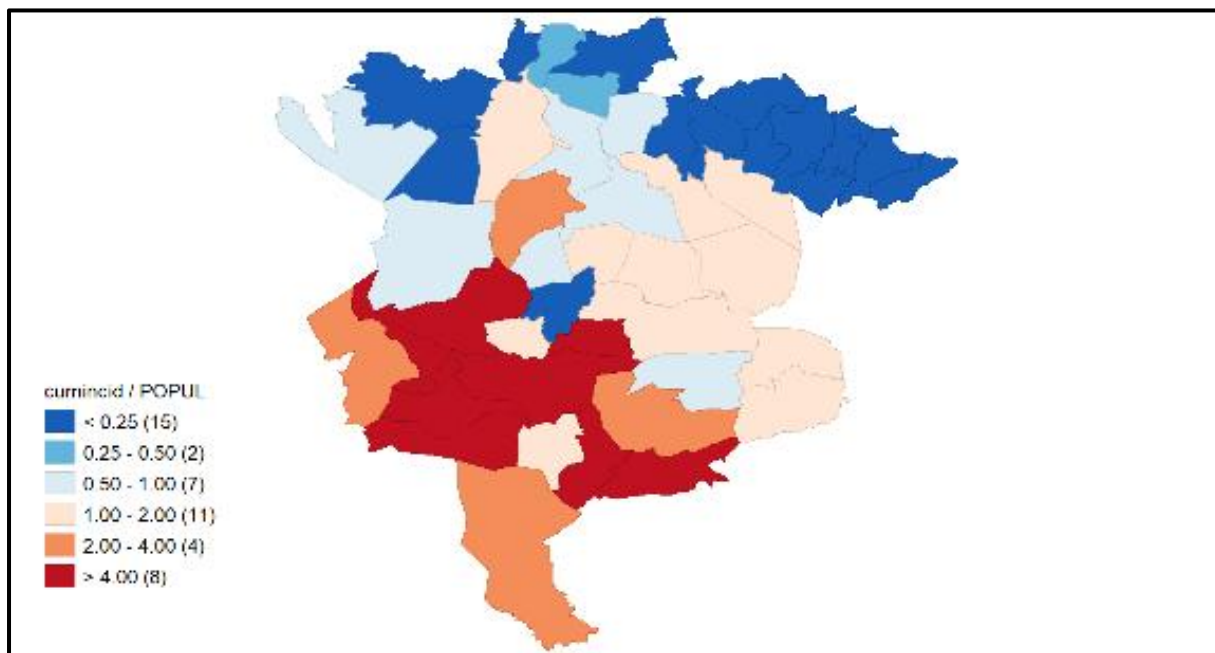 cumincid / POPUL
< 0.25 (15)
0.25 - 0.50 (2)
0.50 - 1.00 (7)
1.00 - 2.00 (11)
2.00 - 4.00 (4)
> 4.00 (8)